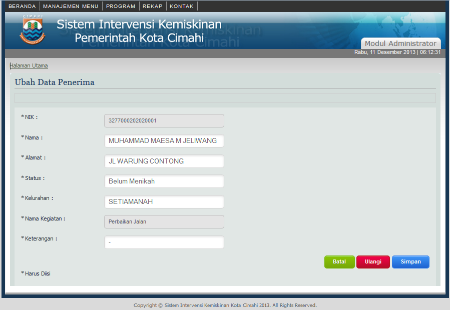 BERANDA | MANAJEMEN MENU | PROGRAM | REKAP | KONTAK |
Sistem Intervensi Kemiskinan
Pemerintah Kota Cimahi
Modul Administrator
Rabu, 11 Desember 2013 | 06:12:31
Halaman Utama
Ubah Data Penerima
* NIK :
3277000202820001
* Nama :
MUHAMMAD MAESA M JELIWANG
* Alamat :
JL WARUNG CONTONG
* Status :
Belum Menikah
* Kelurahan :
SETIAMANAH
* Nama Kegiatan :
Perbaikan Jalan
* Keterangan :
-
Batal Ulangi Simpan
* Harus Diisi
Copyright © Sistem Intervensi Kemiskinan Kota Cimahi 2013. All Rights Reserved.